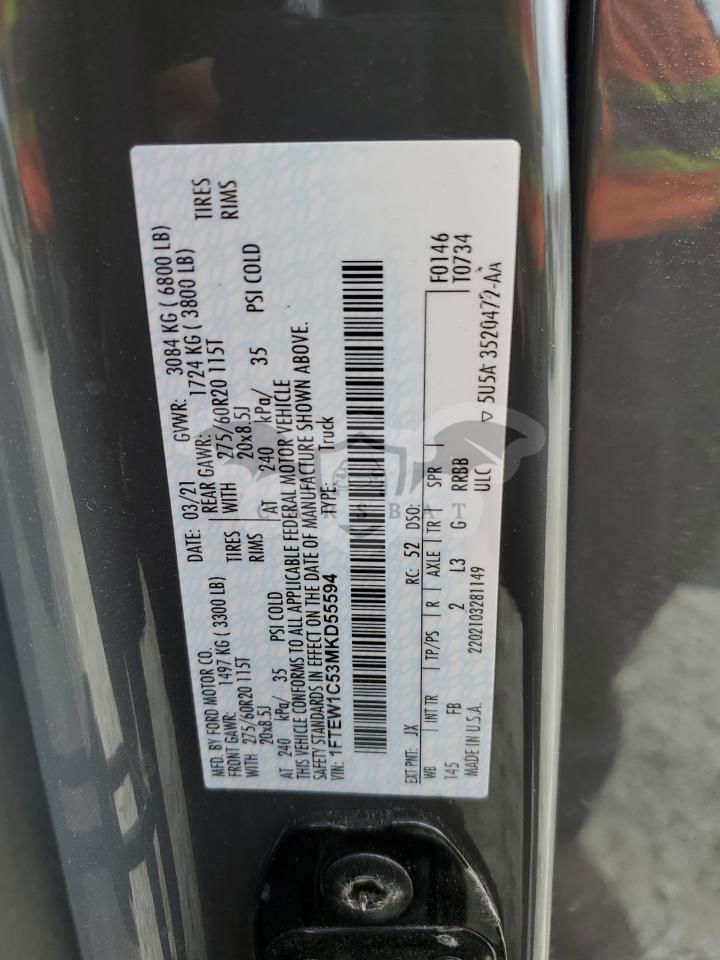 MFD. BY FORD MOTOR CO.
DATE: 03/21 GVWR: 3084 KG ( 6800 LB)
FRONT GAWR: 1497 KG ( 3300 LB) REAR GAWR: 1724 KG ( 3800 LB)
WITH 275/60R20 115T TIRES WITH 275/60R20 115T TIRES
20x8.5J RIMS 20x8.5J RIMS
AT 240 kPa/ 35 PSI COLD AT 240 kPa/ 35 PSI COLD
THIS VEHICLE CONFORMS TO ALL APPLICABLE FEDERAL MOTOR VEHICLE
SAFETY STANDARDS IN EFFECT ON THE DATE OF MANUFACTURE SHOWN ABOVE.
VIN: 1FTEW1C53MKD55594 TYPE: Truck
EXT PNT: JX RC: 52 DSO: F0146
T0734
WB INT TR TP/PS R AXLE TR SPR
145 FB 2 L3 G RRBB
MADE IN U.S.A. 2202103281149 ULC ▽ 5U5A 3520472-AA
CARSBAT